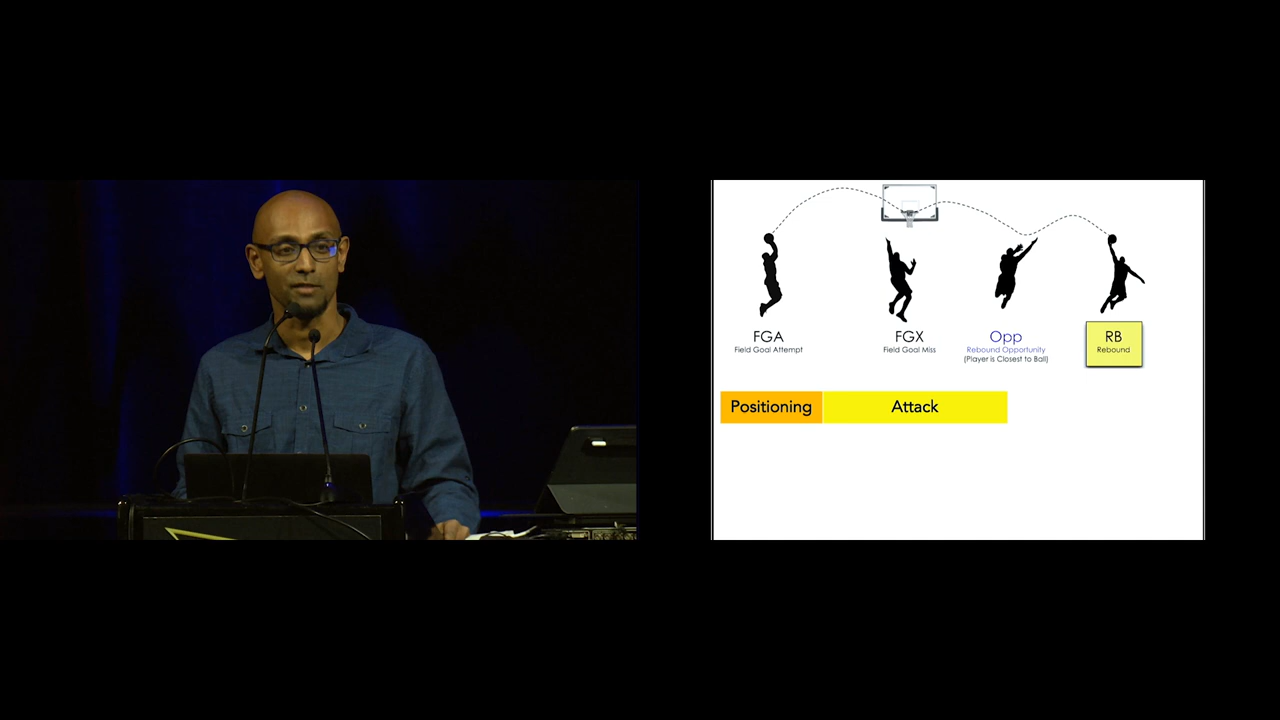 FGA
Field Goal Attempt
FGX
Field Goal Miss
Opp
Rebound Opportunity
(Player is Closest to Ball)
RB
Rebound
Positioning
Attack